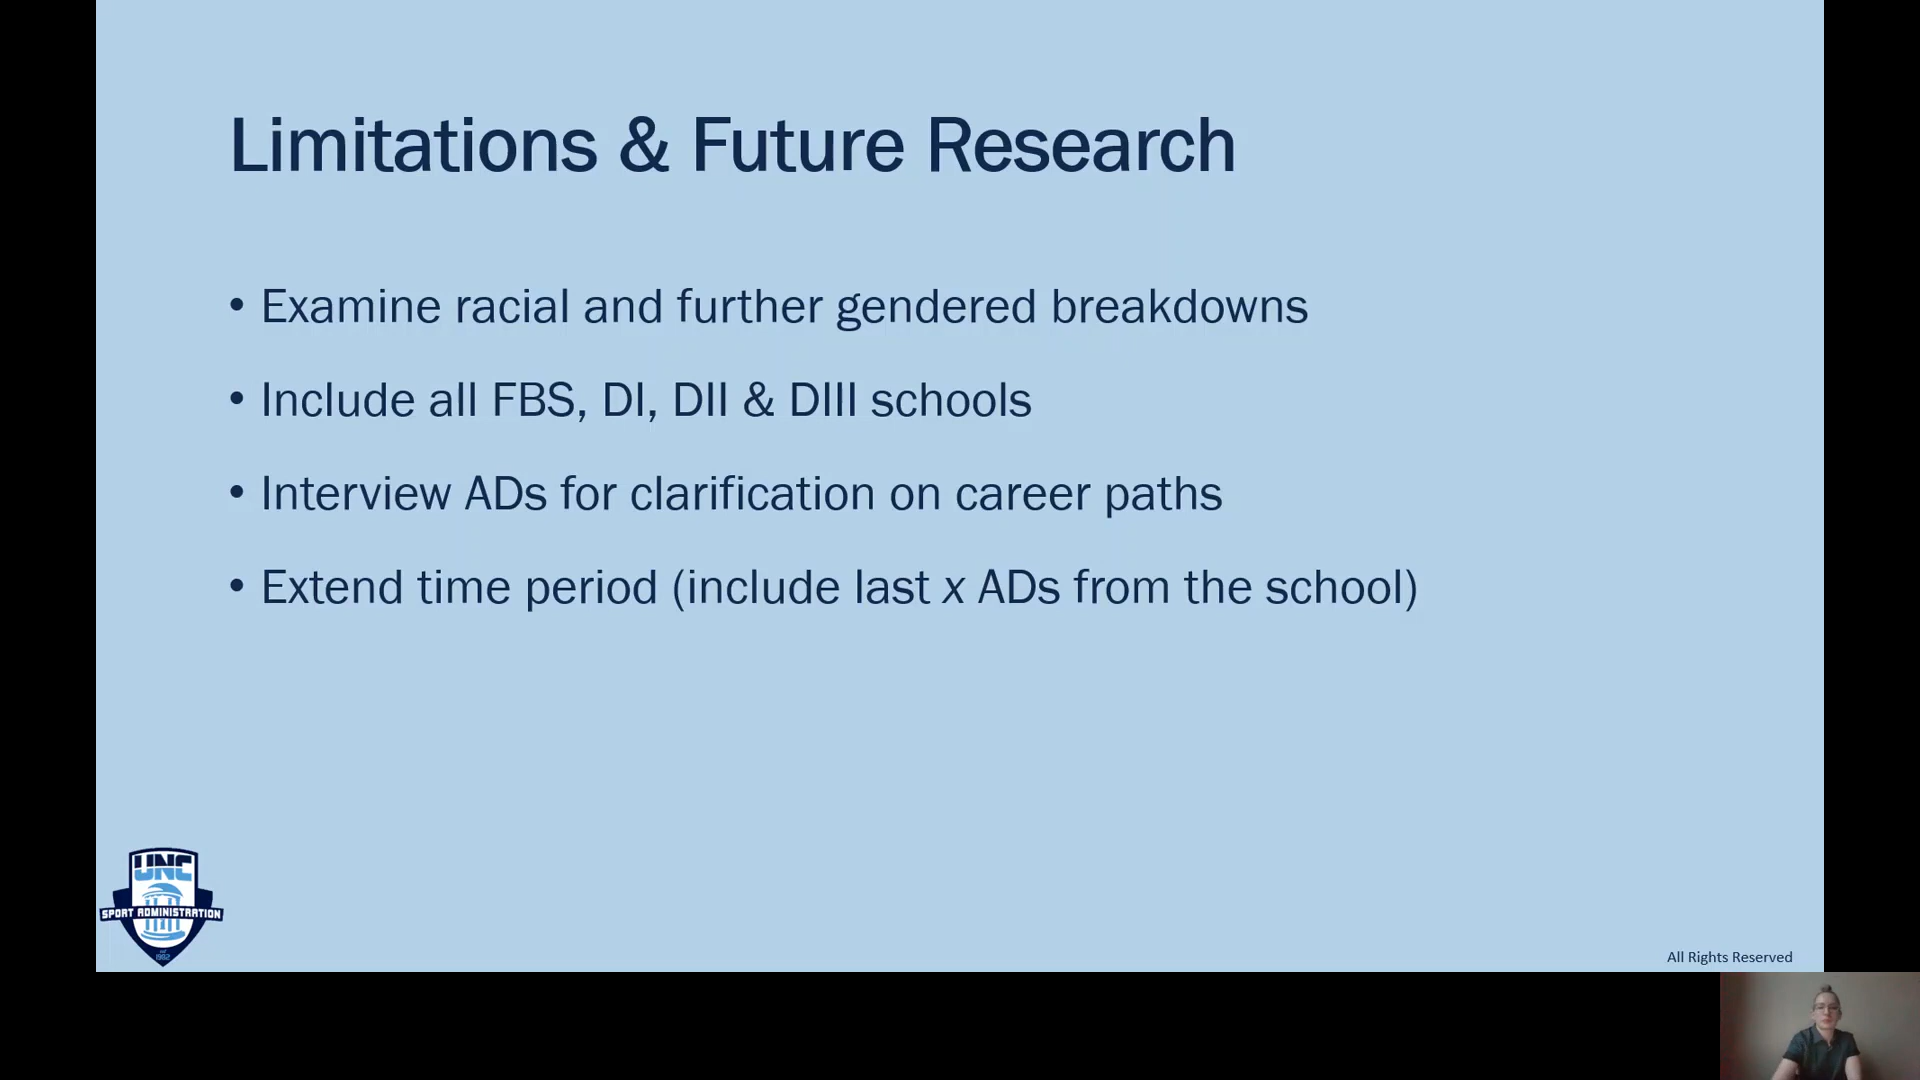 Limitations & Future Research
• Examine racial and further gendered breakdowns
• Include all FBS, DI, DII & DIII schools
• Interview ADs for clarification on career paths
• Extend time period (include last x ADs from the school)
UNC
SPORT ADMINISTRATION
1982
All Rights Reserved